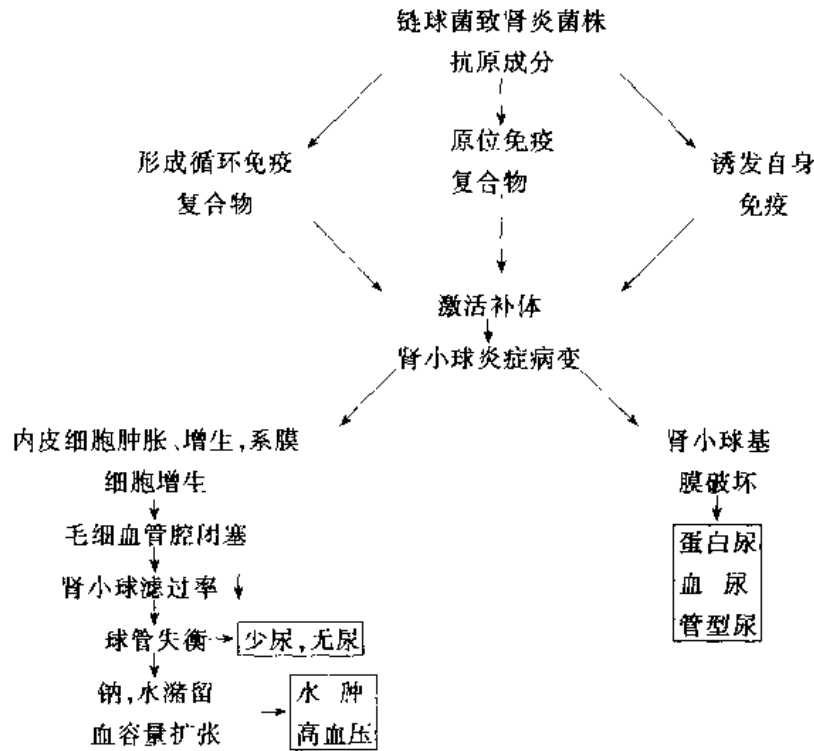 链球菌致肾炎菌株
抗原成分
形成循环免疫
复合物
原位免疫
复合物
诱发自身
免疫
激活补体
肾小球炎症病变
内皮细胞肿胀、增生,系膜
细胞增生
毛细血管腔闭塞
肾小球滤过率↓
球管失衡
少尿,无尿
钠,水潴留
血容量扩张
水 肿
高血压
肾小球基
膜破坏
蛋白尿
血 尿
管型尿